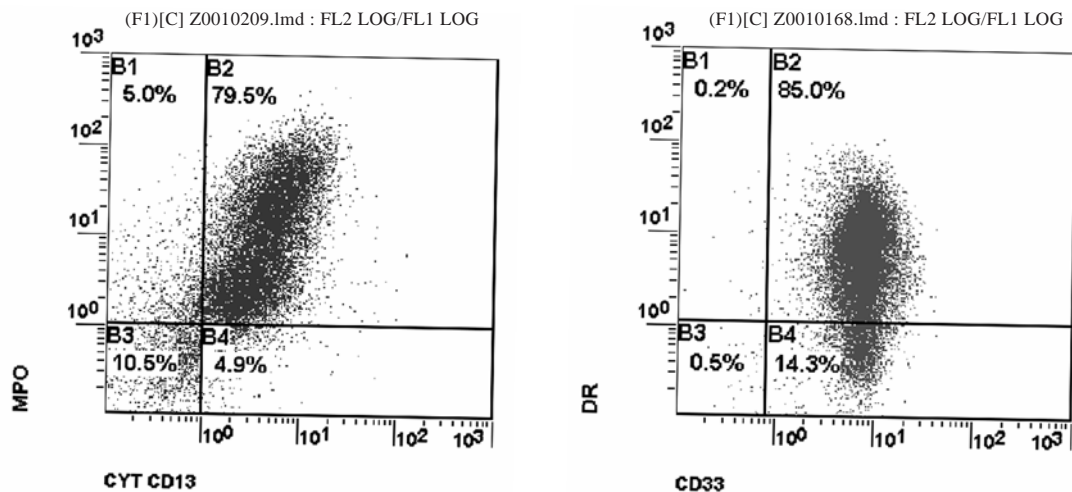 (F1)[C] Z0010209.lmd : FL2 LOG/FL1 LOG
10³
B1 B2
5.0% 79.5%
10²
10¹
10⁰
B3 B4
10.5% 4.9%
MPO
10⁰ 10¹ 10² 10³
CYT CD13
(F1)[C] Z0010168.lmd : FL2 LOG/FL1 LOG
10³
B1 B2
0.2% 85.0%
10²
10¹
10⁰
B3 B4
0.5% 14.3%
DR
10⁰ 10¹ 10² 10³
CD33